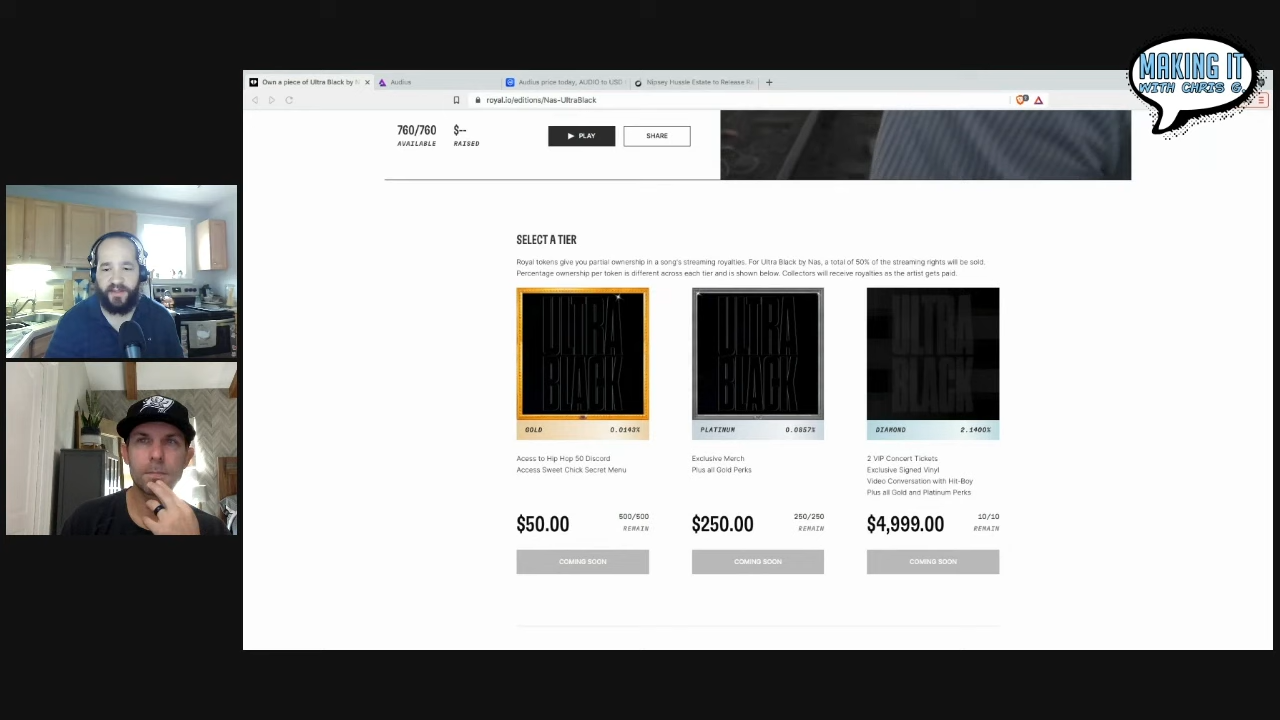 MAKING IT
WITH CHRIS G.
Own a piece of Ultra Black by N
Audius
Audius price today, AUDIO to USD
Nipsey Hussle Estate to Release R
royal.io/editions/Nas-UltraBlack
760/760
$--
AVAILABLE
RAISED
PLAY
SHARE
SELECT A TIER
Royal tokens give you partial ownership in a song's streaming royalties. For Ultra Black by Nas, a total of 50% of the streaming rights will be sold.
Percentage ownership per token is different across each tier and is shown below. Collectors will receive royalties as the artist gets paid.
ULTRA
BLACK
GOLD 0.0143%
Acess to Hip Hop 50 Discord
Access Sweet Chick Secret Menu
$50.00
500/500
REMAIN
COMING SOON
ULTRA
BLACK
PLATINUM 0.0857%
Exclusive Merch
Plus all Gold Perks
$250.00
250/250
REMAIN
COMING SOON
ULTRA
BLACK
DIAMOND 2.1400%
2 VIP Concert Tickets
Exclusive Signed Vinyl
Video Conversation with Hit-Boy
Plus all Gold and Platinum Perks
$4,999.00
10/10
REMAIN
COMING SOON